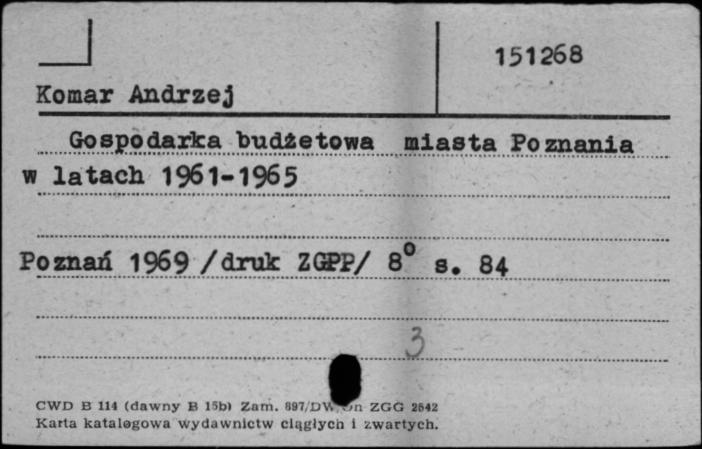 151268
Komar Andrzej
Gospodarka budżetowa miasta Poznania
w latach 1961-1965
Poznań 1969 /druk ZGPP/ 8° s. 84
3
CWD B 114 (dawny B 15b) Zam. 897/DW ZGG 2542
Karta katalogowa wydawnictw ciągłych i zwartych.